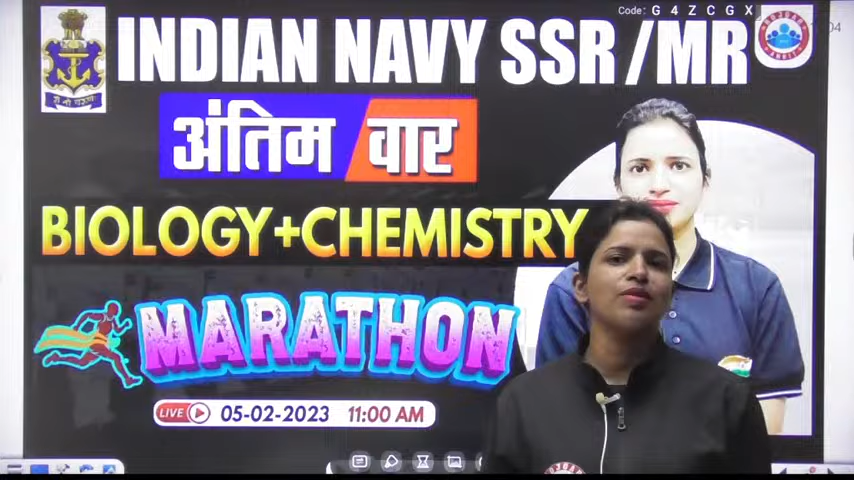 Code: G 4 Z C G X
INDIAN NAVY SSR/MR
अंतिम वार
BIOLOGY+CHEMISTRY
MARATHON
LIVE 05-02-2023 11:00 AM